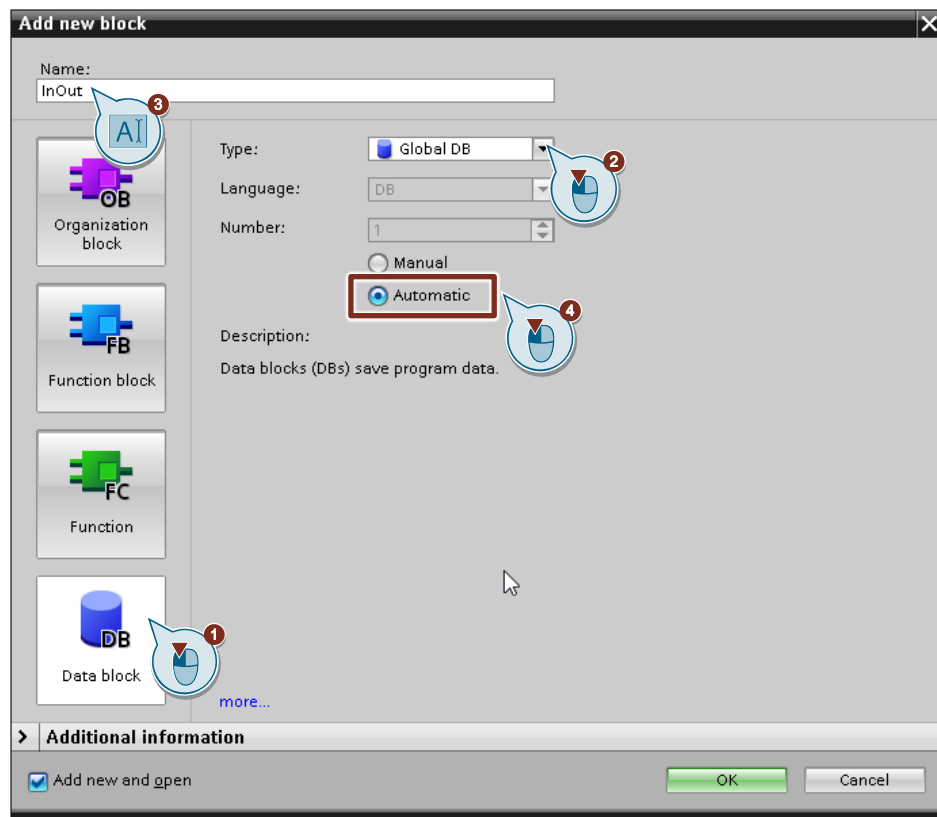 Add new block
Name:
InOut
3
AI
OB
Organization
block
Type:
Global DB
2
Language:
DB
Number:
1
Manual
Automatic
4
FB
Function block
Description:
Data blocks (DBs) save program data.
FC
Function
DB
1
Data block
more...
> Additional information
Add new and open
OK
Cancel